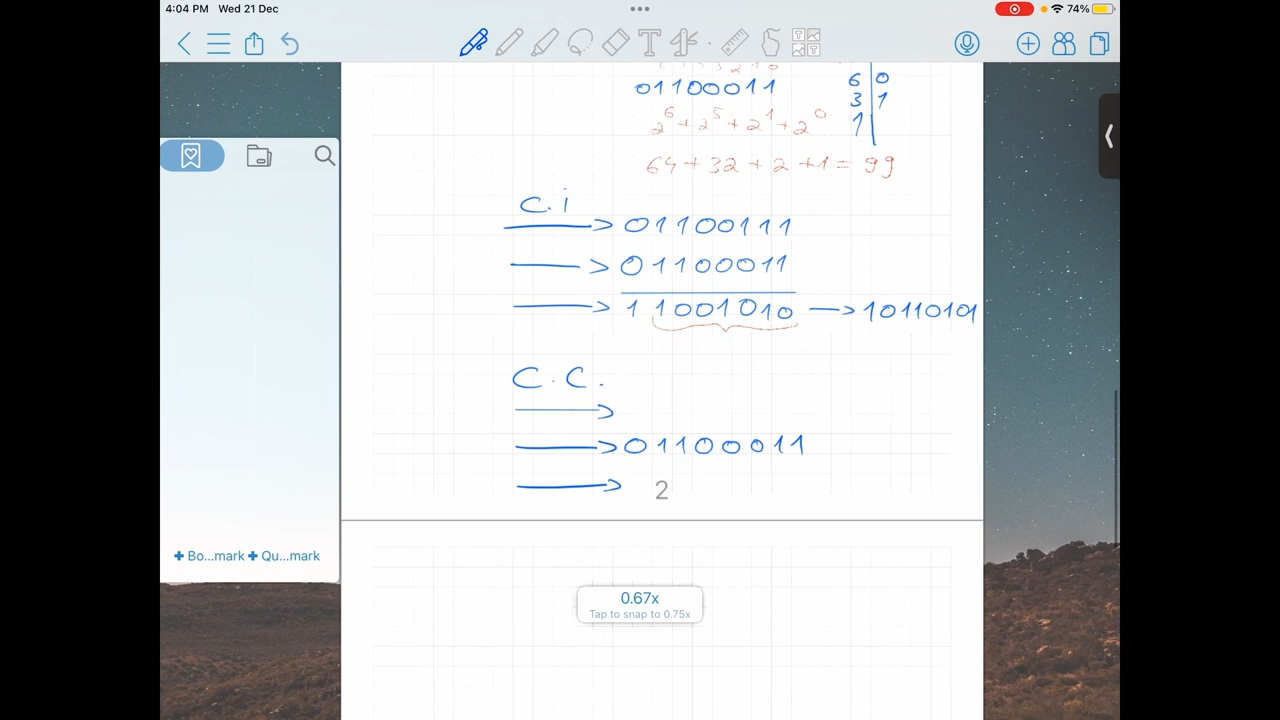 4:04 PM Wed 21 Dec
74%
01100011
6 0
3 1
1
2^6 + 2^5 + 2^1 + 2^0
64 + 32 + 2 + 1 = 99
C.i
→ 01100111
→ 01100011
→ 1 1001010 → 10110101
C.C.
→ 01100011
2
+ Bo...mark + Qu...mark
0.67x
Tap to snap to 0.75x